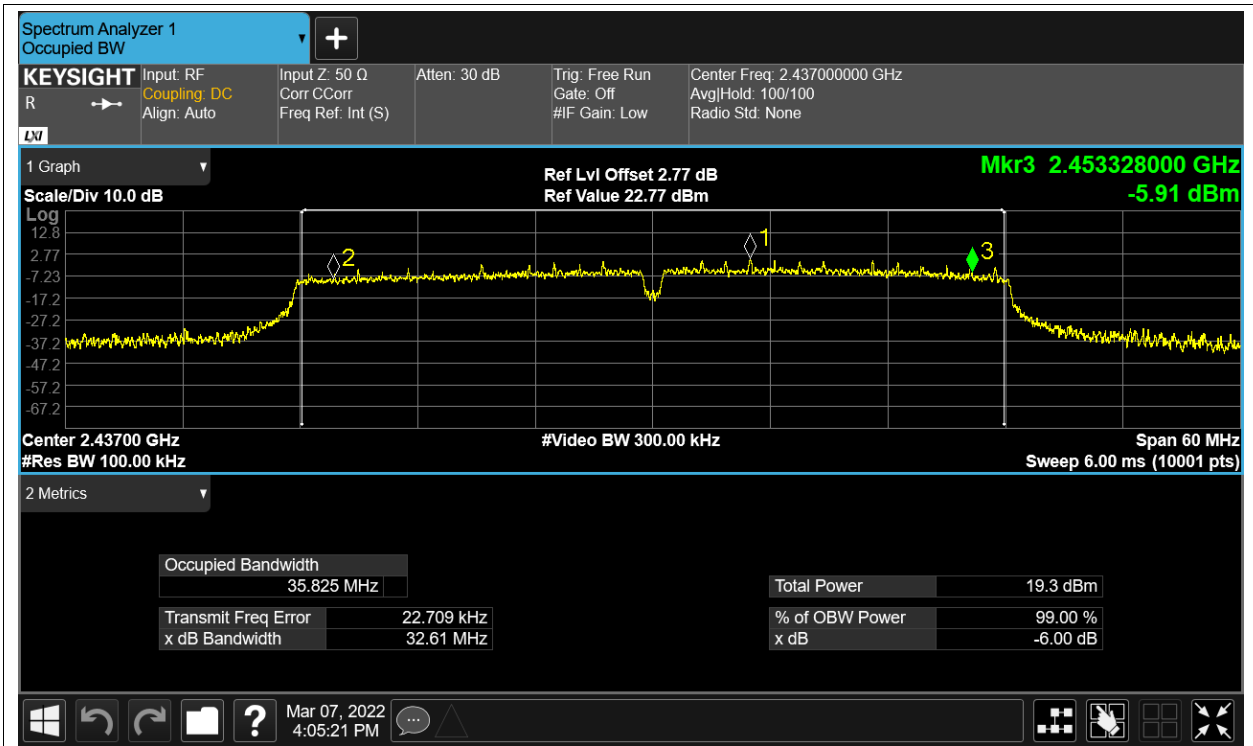 Spectrum Analyzer 1
Occupied BW
KEYSIGHT
R
LXI
Input: RF
Coupling: DC
Align: Auto
Input Z: 50 Ω
Corr CCorr
Freq Ref: Int (S)
Atten: 30 dB
Trig: Free Run
Gate: Off
#IF Gain: Low
Center Freq: 2.437000000 GHz
Avg|Hold: 100/100
Radio Std: None
1 Graph
Scale/Div 10.0 dB
Ref Lvl Offset 2.77 dB
Ref Value 22.77 dBm
Mkr3 2.453328000 GHz
-5.91 dBm
Log
12.8
2.77
-7.23
-17.2
-27.2
-37.2
-47.2
-57.2
-67.2
2
1
3
Center 2.43700 GHz
#Res BW 100.00 kHz
#Video BW 300.00 kHz
Span 60 MHz
Sweep 6.00 ms (10001 pts)
2 Metrics
Occupied Bandwidth
35.825 MHz
Transmit Freq Error 22.709 kHz
x dB Bandwidth 32.61 MHz
Total Power 19.3 dBm
% of OBW Power 99.00 %
x dB -6.00 dB
?
Mar 07, 2022
4:05:21 PM